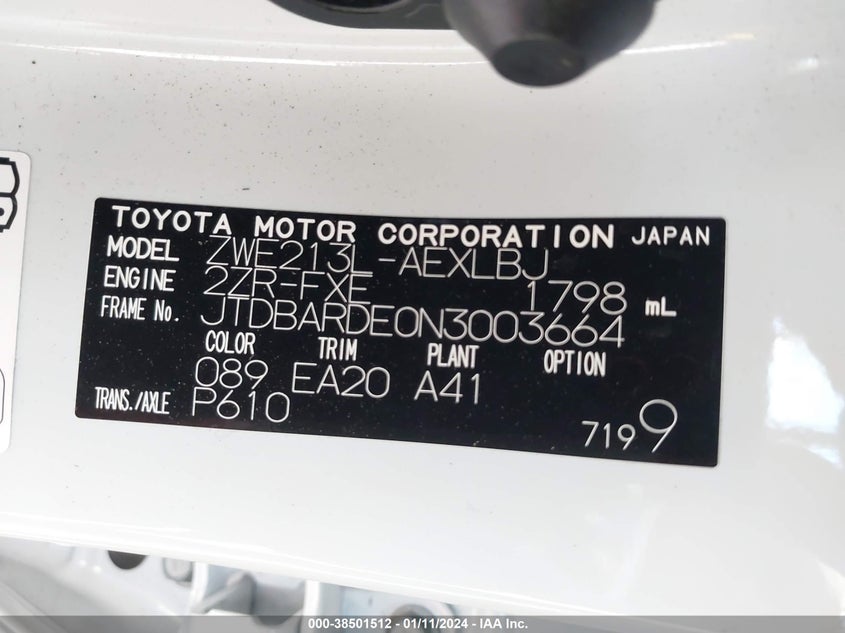 TOYOTA MOTOR CORPORATION JAPAN
MODEL ZWE213L-AEXLBJ
ENGINE 2ZR-FXE 1798 mL
FRAME No. JTDBARDE0N3003664
COLOR TRIM PLANT OPTION
089 EA20 A41
TRANS./AXLE P610
7199
000-38501512 - 01/11/2024 - IAA Inc.